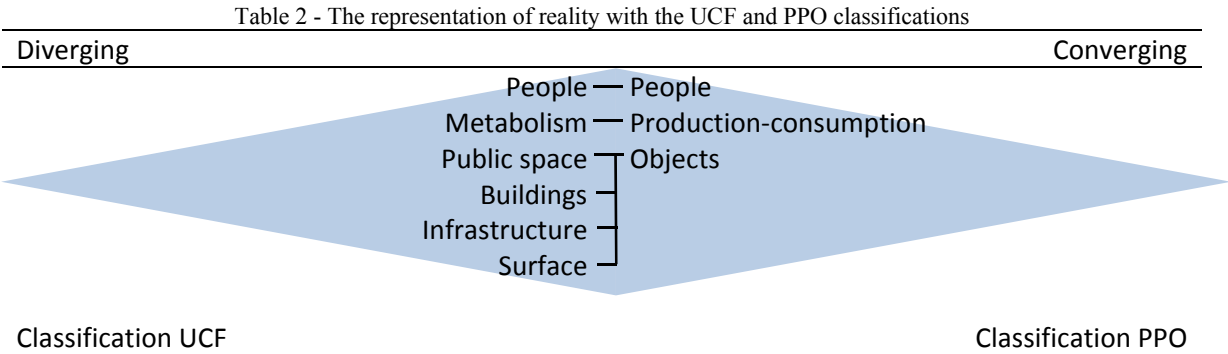 Table 2 - The representation of reality with the UCF and PPO classifications
Diverging Converging
People People
Metabolism Production-consumption
Public space Objects
Buildings
Infrastructure
Surface
Classification UCF Classification PPO